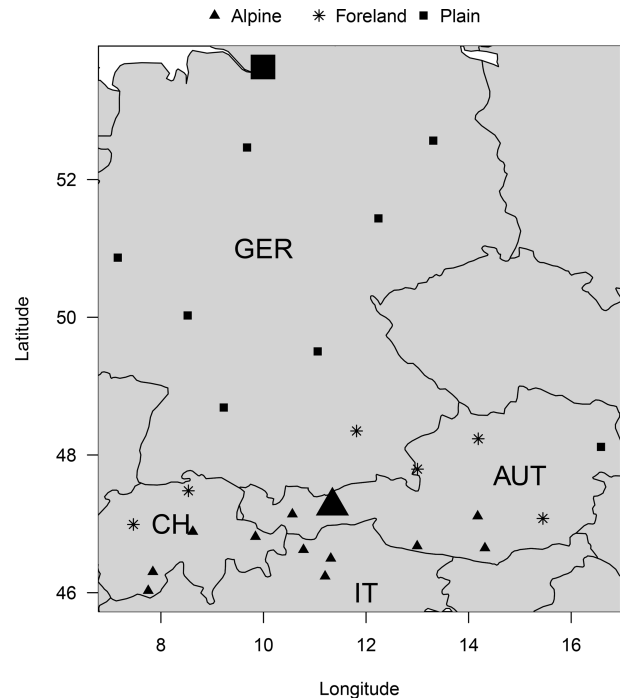 Alpine Foreland Plain
52
GER
50
Latitude
48
AUT
CH
46
IT
8 10 12 14 16
Longitude